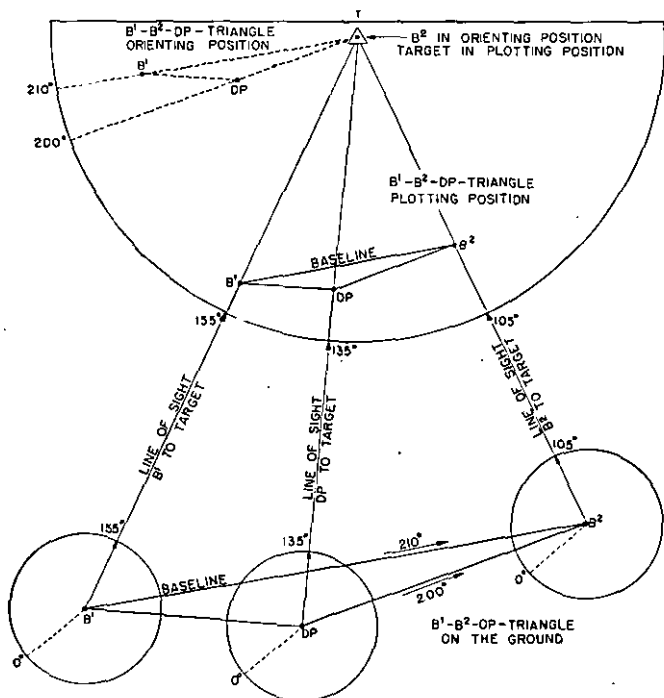 T
B¹-B²-DP-TRIANGLE
ORIENTING POSITION
B² IN ORIENTING POSITION
TARGET IN PLOTTING POSITION
B¹
DP
210°
200°
B¹-B²-DP-TRIANGLE
PLOTTING POSITION
BASELINE
B²
B¹
DP
155°
135°
105°
LINE OF SIGHT
B¹ TO TARGET
LINE OF SIGHT
DP TO TARGET
LINE OF SIGHT
B² TO TARGET
105°
155°
135°
B²
210°
BASELINE
200°
0°
B¹
DP
B¹-B²-DP-TRIANGLE
ON THE GROUND
0°
0°